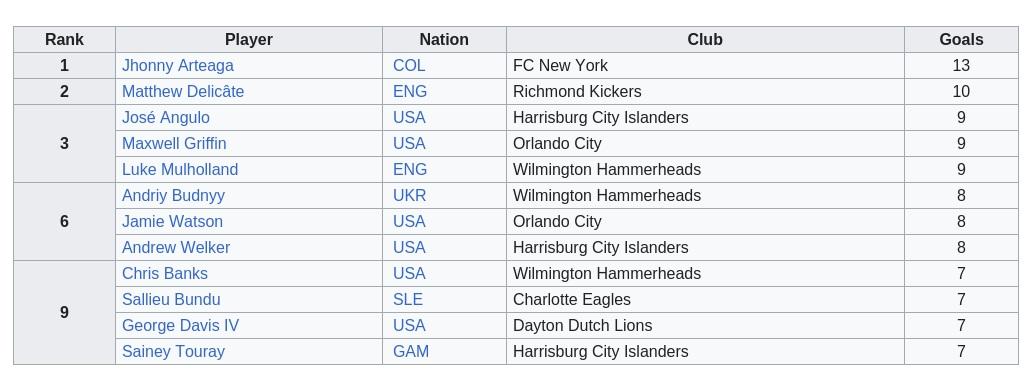 Rank Player Nation Club Goals
1 Jhonny Arteaga COL FC New York 13
2 Matthew Delicâte ENG Richmond Kickers 10
3 José Angulo USA Harrisburg City Islanders 9
Maxwell Griffin USA Orlando City 9
Luke Mulholland ENG Wilmington Hammerheads 9
6 Andriy Budnyy UKR Wilmington Hammerheads 8
Jamie Watson USA Orlando City 8
Andrew Welker USA Harrisburg City Islanders 8
9 Chris Banks USA Wilmington Hammerheads 7
Sallieu Bundu SLE Charlotte Eagles 7
George Davis IV USA Dayton Dutch Lions 7
Sainey Touray GAM Harrisburg City Islanders 7